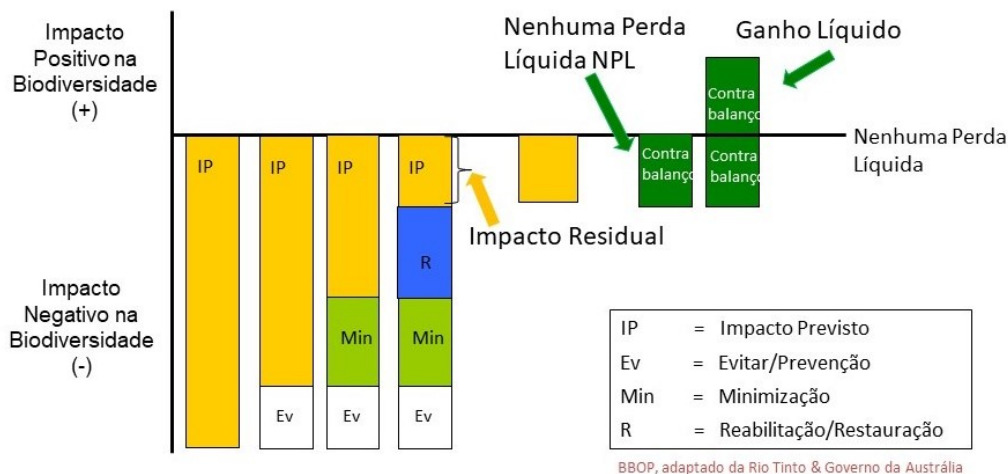 Impacto
Positivo na
Biodiversidade
(+)
Nenhuma Perda
Líquida NPL
Ganho Líquido
Contra
balanço
Nenhuma Perda
Líquida
IP
IP
IP
IP
Contra
balanço
Contra
balanço
Impacto Residual
R
Impacto
Negativo na
Biodiversidade
(-)
Min
Min
Ev
Ev
Ev
IP = Impacto Previsto
Ev = Evitar/Prevenção
Min = Minimização
R = Reabilitação/Restauração
BBOP, adaptado da Rio Tinto & Governo da Austrália